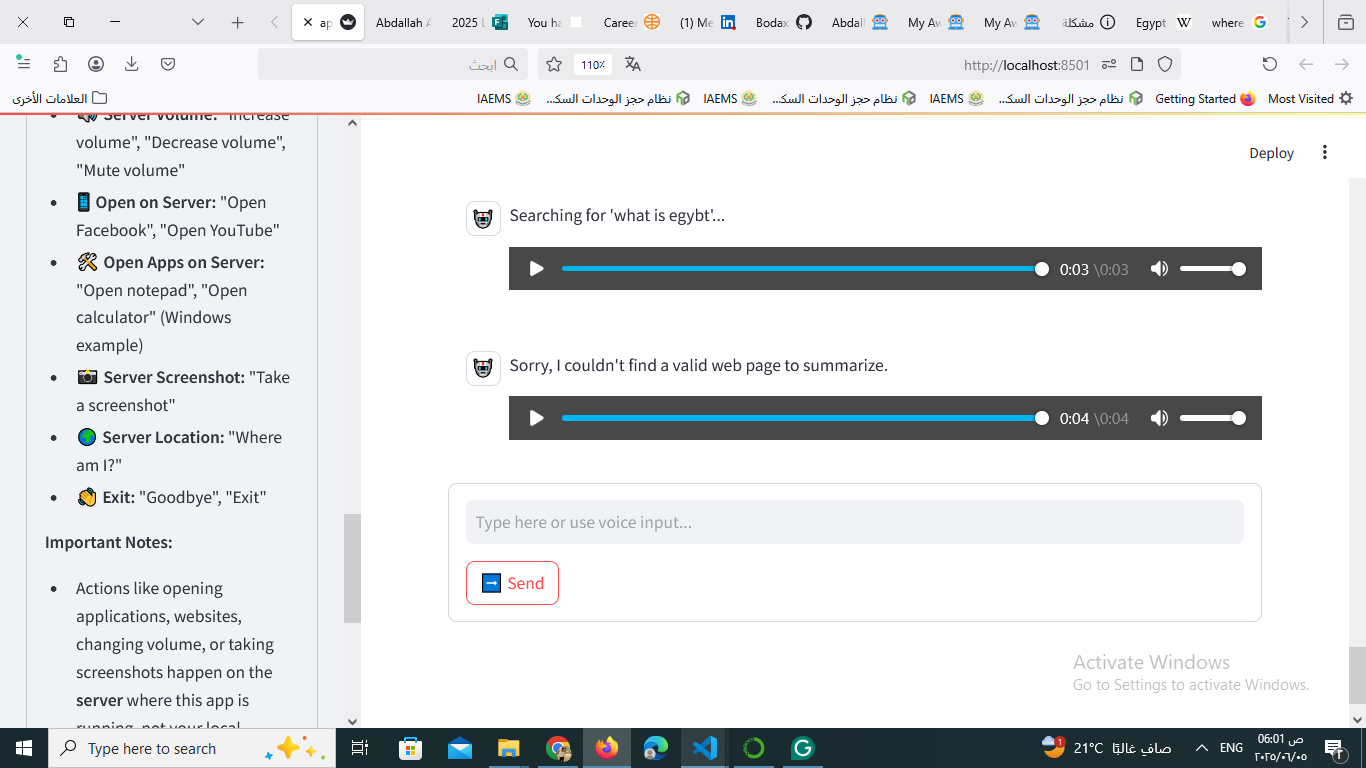 ap
Abdallah A
2025 L
You ha
Career
(1) Me
Bodax
Abdall
My Aw
My Aw
مشكلة
Egypt
where
ابحث
110٪
http://localhost:8501
العلامات الأخرى
IAEMS
نظام حجز الوحدات السك...
IAEMS
نظام حجز الوحدات السك...
IAEMS
نظام حجز الوحدات السك...
Getting Started
Most Visited
Server Volume: "Increase
volume", "Decrease volume",
"Mute volume"
Open on Server: "Open
Facebook", "Open YouTube"
Open Apps on Server:
"Open notepad", "Open
calculator" (Windows
example)
Server Screenshot: "Take
a screenshot"
Server Location: "Where
am I?"
Exit: "Goodbye", "Exit"
Important Notes:
Actions like opening
applications, websites,
changing volume, or taking
screenshots happen on the
server where this app is
running, not your local
Deploy
Searching for 'what is egybt'...
0:03 \0:03
Sorry, I couldn't find a valid web page to summarize.
0:04 \0:04
Type here or use voice input...
Send
Activate Windows
Go to Settings to activate Windows.
Type here to search
1
21°C صافٍ غالبًا
ENG
06:01 ص
٢٠٢٥/٠٦/٠٥